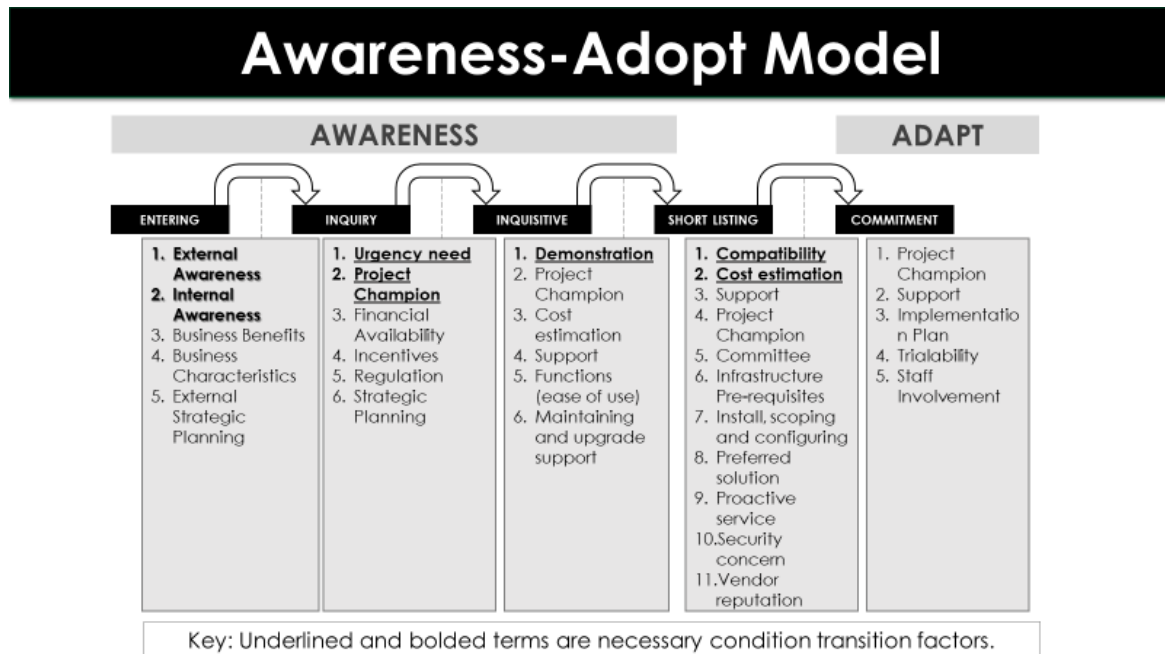 Awareness-Adopt Model
AWARENESS
ADAPT
ENTERING
INQUIRY
INQUISITIVE
SHORT LISTING
COMMITMENT
1. External
Awareness
2. Internal
Awareness
3. Business Benefits
4. Business
Characteristics
5. External
Strategic
Planning
1. Urgency need
2. Project
Champion
3. Financial
Availability
4. Incentives
5. Regulation
6. Strategic
Planning
1. Demonstration
2. Project
Champion
3. Cost
estimation
4. Support
5. Functions
(ease of use)
6. Maintaining
and upgrade
support
1. Compatibility
2. Cost estimation
3. Support
4. Project
Champion
5. Committee
6. Infrastructure
Pre-requisites
7. Install, scoping
and configuring
8. Preferred
solution
9. Proactive
service
10.Security
concern
11.Vendor
reputation
1. Project
Champion
2. Support
3. Implementatio
n Plan
4. Trialability
5. Staff
Involvement
Key: Underlined and bolded terms are necessary condition transition factors.